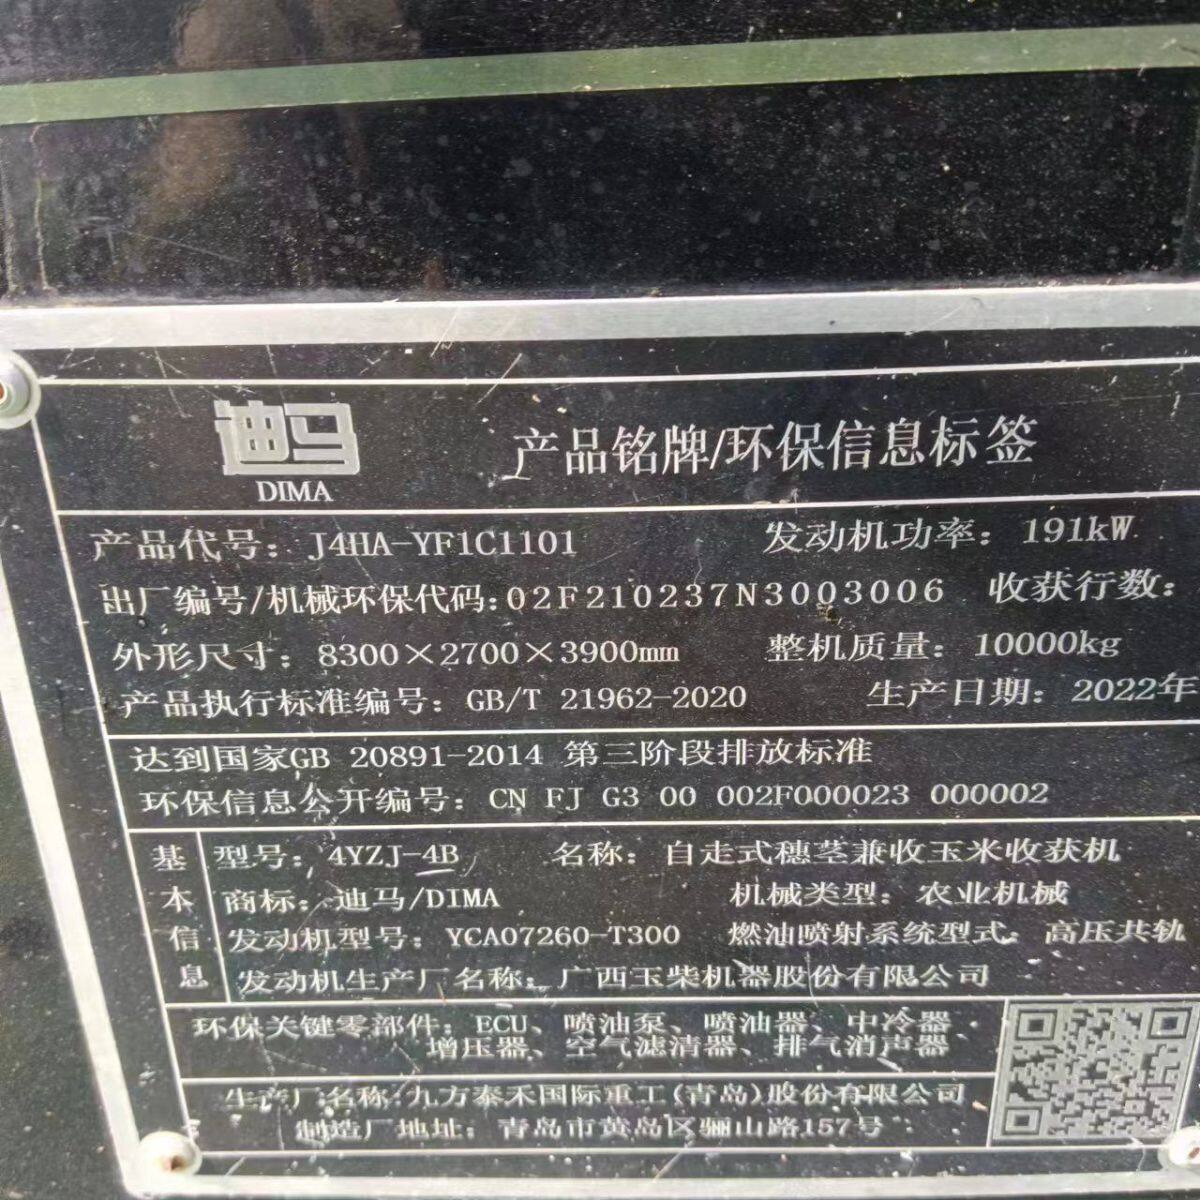 迪马
DIMA
产品铭牌/环保信息标签
产品代号：J4HA-YF1C1101 发动机功率：191kW
出厂编号/机械环保代码:02F210237N3003006 收获行数：
外形尺寸：8300×2700×3900mm 整机质量：10000kg
产品执行标准编号：GB/T 21962-2020 生产日期：2022年
达到国家GB 20891-2014 第三阶段排放标准
环保信息公开编号：CN FJ G3 00 002F000023 000002
基本信息
型号：4YZJ-4B 名称：自走式穗茎兼收玉米收获机
商标：迪马/DIMA 机械类型：农业机械
发动机型号：YCA07260-T300 燃油喷射系统型式：高压共轨
发动机生产厂名称：广西玉柴机器股份有限公司
环保关键零部件：ECU、喷油泵、喷油器、中冷器
增压器、空气滤清器、排气消声器
生产厂名称:九方泰禾国际重工(青岛)股份有限公司
制造厂地址：青岛市黄岛区骊山路157号